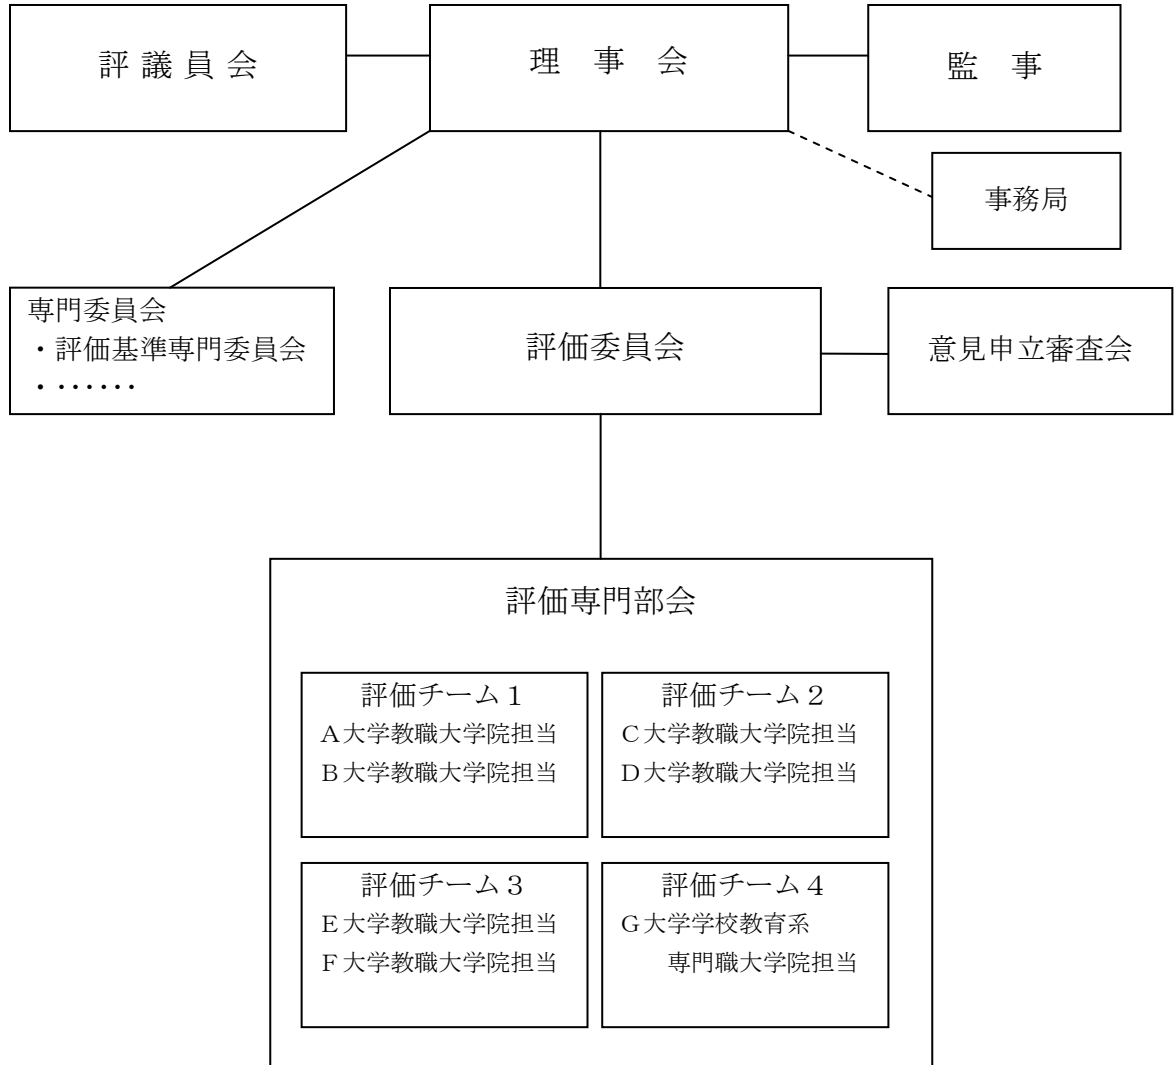 評 議 員 会
理　事　会
監　事
事務局
専門委員会
・評価基準専門委員会
・・・・・・・
評価委員会
意見申立審査会
評価専門部会
評価チーム１
Ａ大学教職大学院担当
Ｂ大学教職大学院担当
評価チーム２
Ｃ大学教職大学院担当
Ｄ大学教職大学院担当
評価チーム３
Ｅ大学教職大学院担当
Ｆ大学教職大学院担当
評価チーム４
Ｇ大学学校教育系
専門職大学院担当